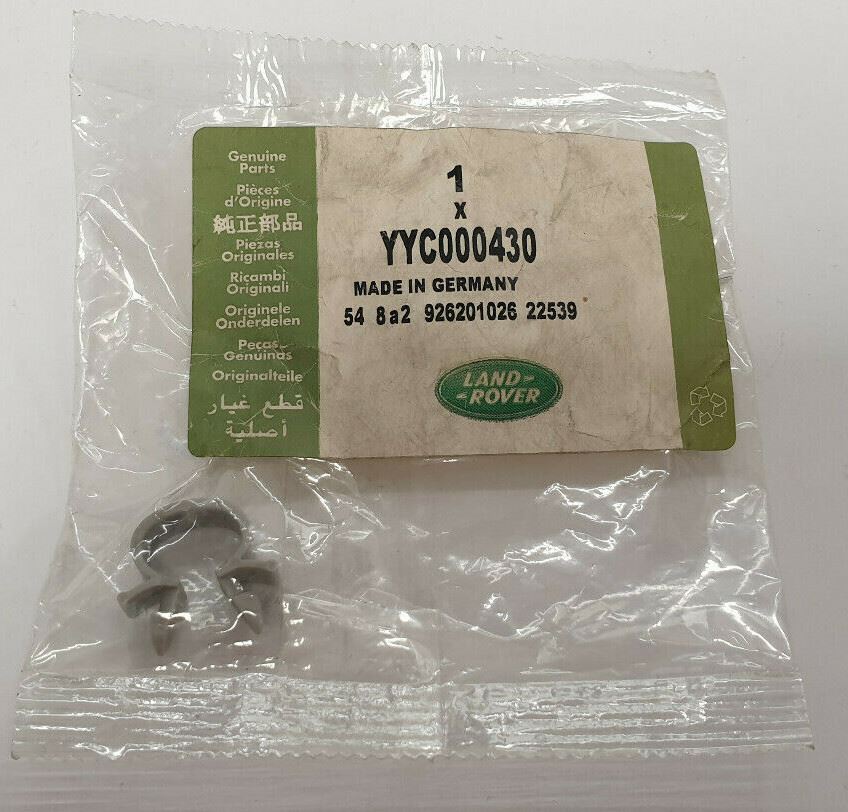 Genuine
Parts
Pièces
d'Origine
純正部品
Piezas
Originales
Ricambi
Originali
Originele
Onderdelen
Peças
Genuinas
Originalteile
قطع غيار
أصلية
1
x
YYC000430
MADE IN GERMANY
54 8a2 926201026 22539
LAND
ROVER